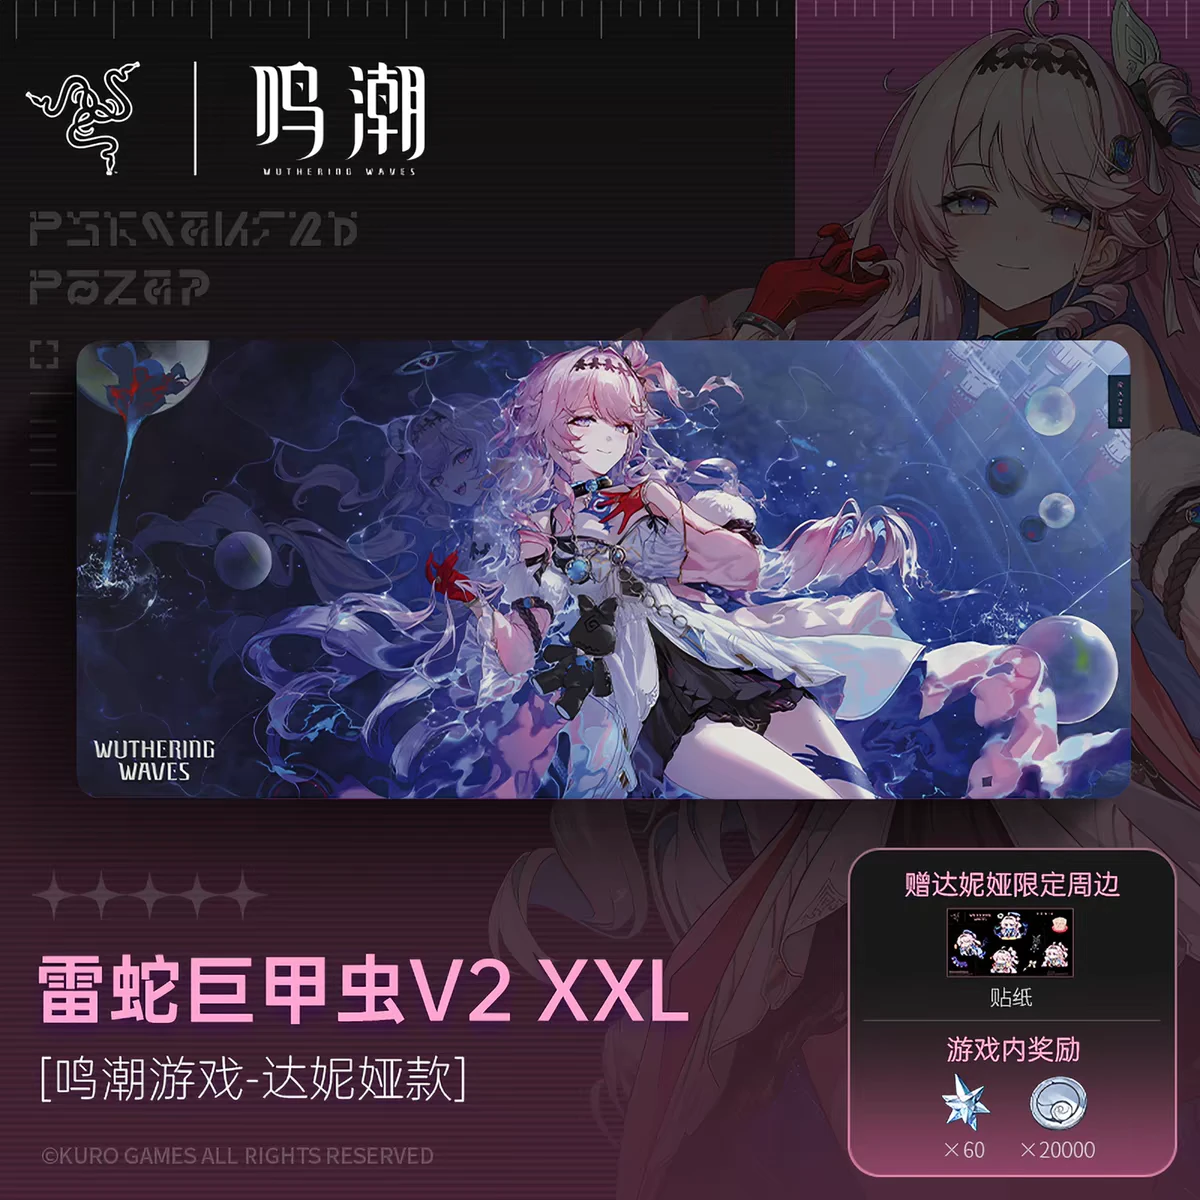 鸣潮
WUTHERING WAVES
WUTHERING
WAVES
雷蛇巨甲虫V2 XXL
[鸣潮游戏-达妮娅款]
©KURO GAMES ALL RIGHTS RESERVED
赠达妮娅限定周边
贴纸
游戏内奖励
×60
×20000